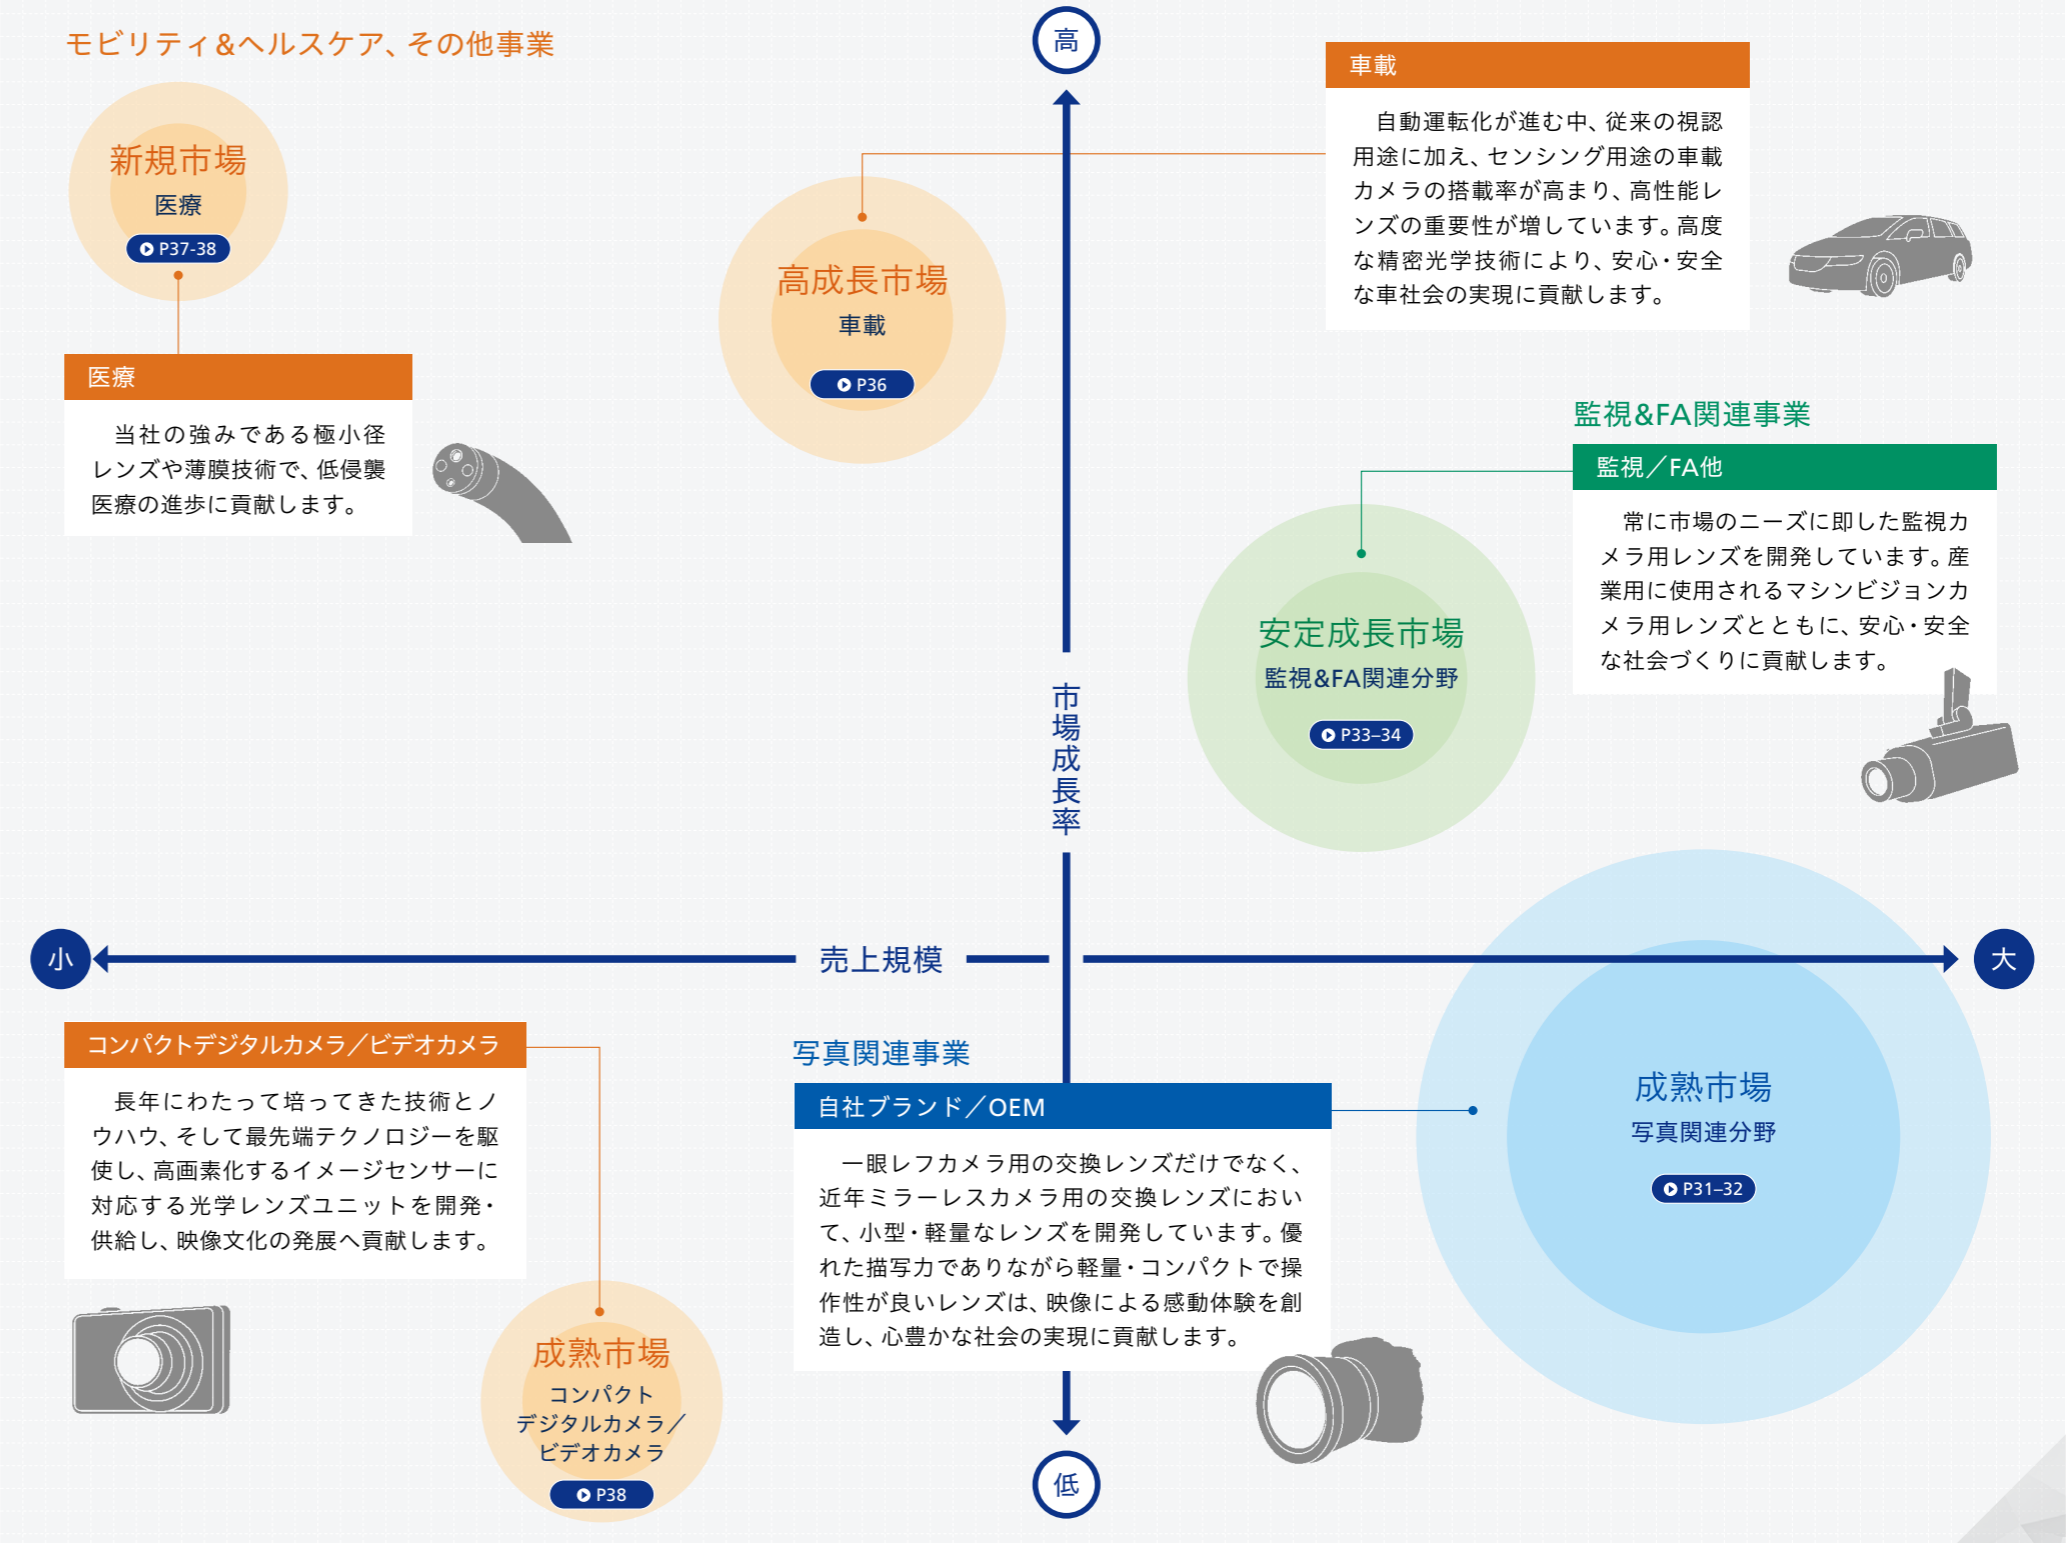 モビリティ&ヘルスケア、その他事業
高
新規市場
医療
P37-38
医療
当社の強みである極小径
レンズや薄膜技術で、低侵襲
医療の進歩に貢献します。
高成長市場
車載
P36
車載
自動運転化が進む中、従来の視認
用途に加え、センシング用途の車載
カメラの搭載率が高まり、高性能レ
ンズの重要性が増しています。高度
な精密光学技術により、安心・安全
な車社会の実現に貢献します。
監視&FA関連事業
監視／FA他
常に市場のニーズに即した監視カ
メラ用レンズを開発しています。産
業用に使用されるマシンビジョンカ
メラ用レンズとともに、安心・安全
な社会づくりに貢献します。
安定成長市場
監視&FA関連分野
P33–34
市場成長率
小
売上規模
大
コンパクトデジタルカメラ／ビデオカメラ
長年にわたって培ってきた技術とノ
ウハウ、そして最先端テクノロジーを駆
使し、高画素化するイメージセンサーに
対応する光学レンズユニットを開発・
供給し、映像文化の発展へ貢献します。
成熟市場
コンパクト
デジタルカメラ／
ビデオカメラ
P38
写真関連事業
自社ブランド／OEM
一眼レフカメラ用の交換レンズだけでなく、
近年ミラーレスカメラ用の交換レンズにおい
て、小型・軽量なレンズを開発しています。優
れた描写力でありながら軽量・コンパクトで操
作性が良いレンズは、映像による感動体験を創
造し、心豊かな社会の実現に貢献します。
成熟市場
写真関連分野
P31–32
低